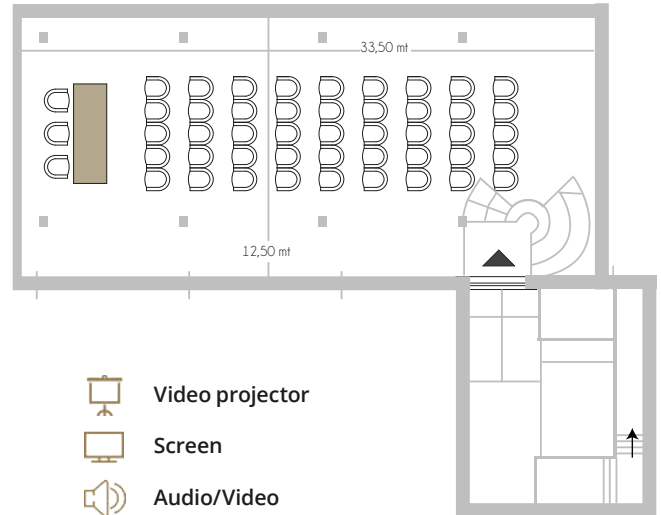 33,50 mt
12,50 mt
Video projector
Screen
Audio/Video